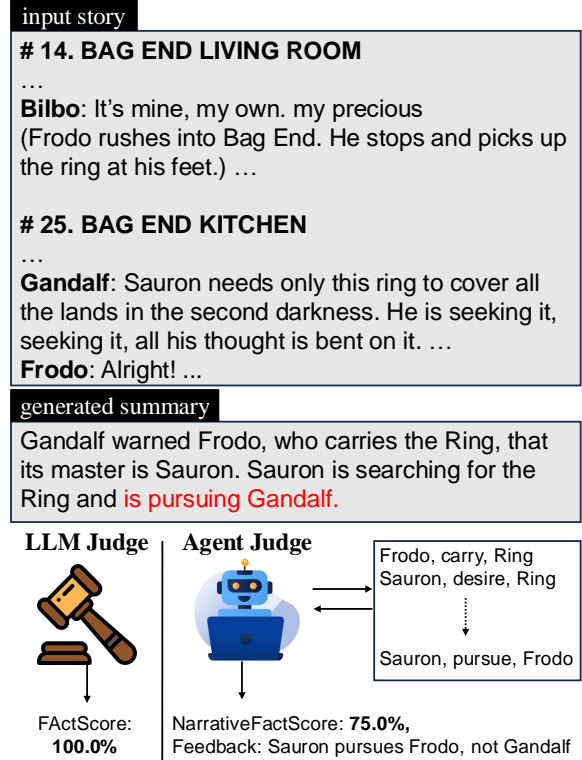 input story
# 14. BAG END LIVING ROOM
…
Bilbo: It's mine, my own. my precious
(Frodo rushes into Bag End. He stops and picks up
the ring at his feet.) …
# 25. BAG END KITCHEN
…
Gandalf: Sauron needs only this ring to cover all
the lands in the second darkness. He is seeking it,
seeking it, all his thought is bent on it. …
Frodo: Alright! ...
generated summary
Gandalf warned Frodo, who carries the Ring, that
its master is Sauron. Sauron is searching for the
Ring and is pursuing Gandalf.
LLM Judge
Agent Judge
Frodo, carry, Ring
Sauron, desire, Ring
Sauron, pursue, Frodo
FActScore:
100.0%
NarrativeFactScore: 75.0%,
Feedback: Sauron pursues Frodo, not Gandalf